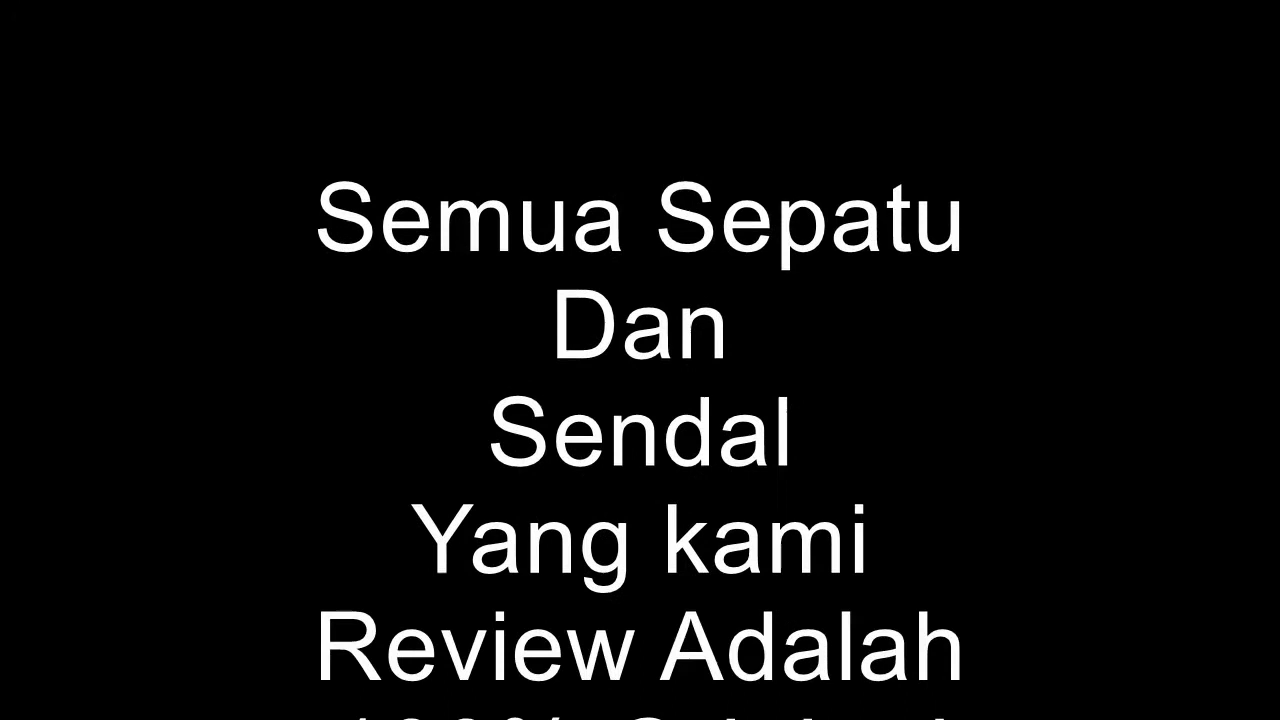 Semua Sepatu
Dan
Sendal
Yang kami
Review Adalah